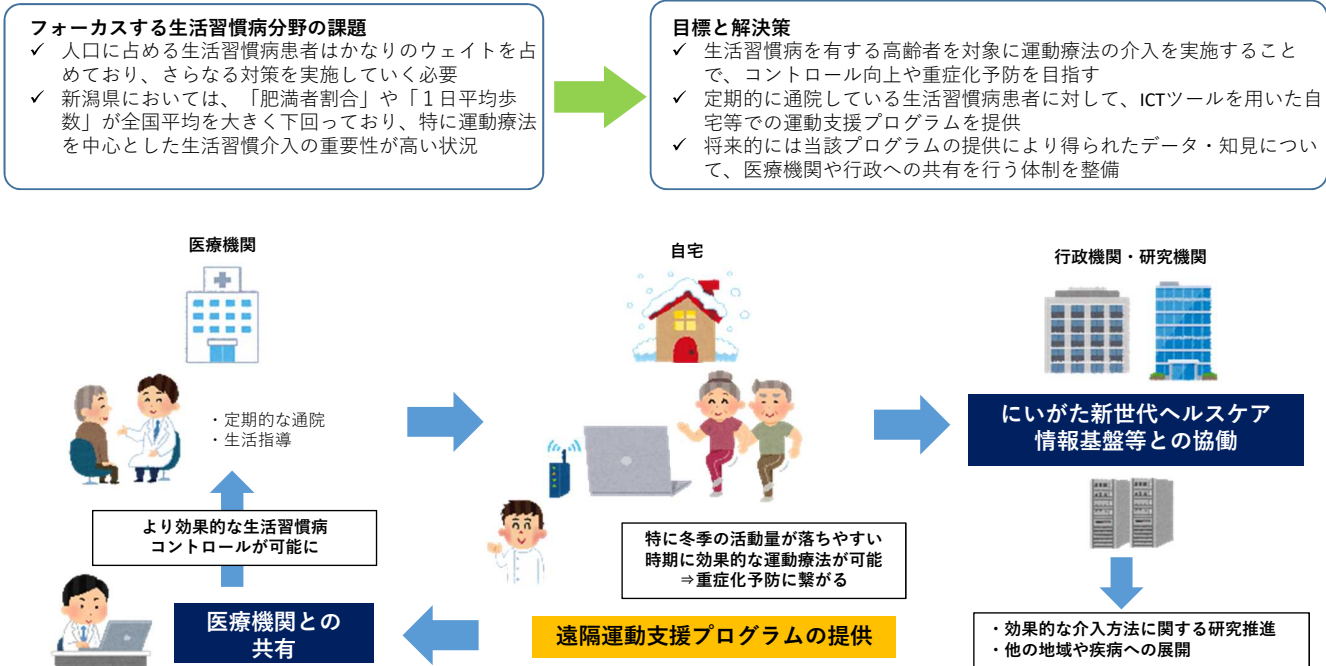 フォーカスする生活習慣病分野の課題
✓ 人口に占める生活習慣病患者はかなりのウェイトを占
めており、さらなる対策を実施していく必要
✓ 新潟県においては、「肥満者割合」や「１日平均歩
数」が全国平均を大きく下回っており、特に運動療法
を中心とした生活習慣介入の重要性が高い状況
目標と解決策
✓ 生活習慣病を有する高齢者を対象に運動療法の介入を実施すること
で、コントロール向上や重症化予防を目指す
✓ 定期的に通院している生活習慣病患者に対して、ICTツールを用いた自
宅等での運動支援プログラムを提供
✓ 将来的には当該プログラムの提供により得られたデータ・知見につい
て、医療機関や行政への共有を行う体制を整備
医療機関
・定期的な通院
・生活指導
より効果的な生活習慣病
コントロールが可能に
医療機関との
共有
自宅
特に冬季の活動量が落ちやすい
時期に効果的な運動療法が可能
⇒重症化予防に繋がる
遠隔運動支援プログラムの提供
行政機関・研究機関
にいがた新世代ヘルスケア
情報基盤等との協働
・効果的な介入方法に関する研究推進
・他の地域や疾病への展開